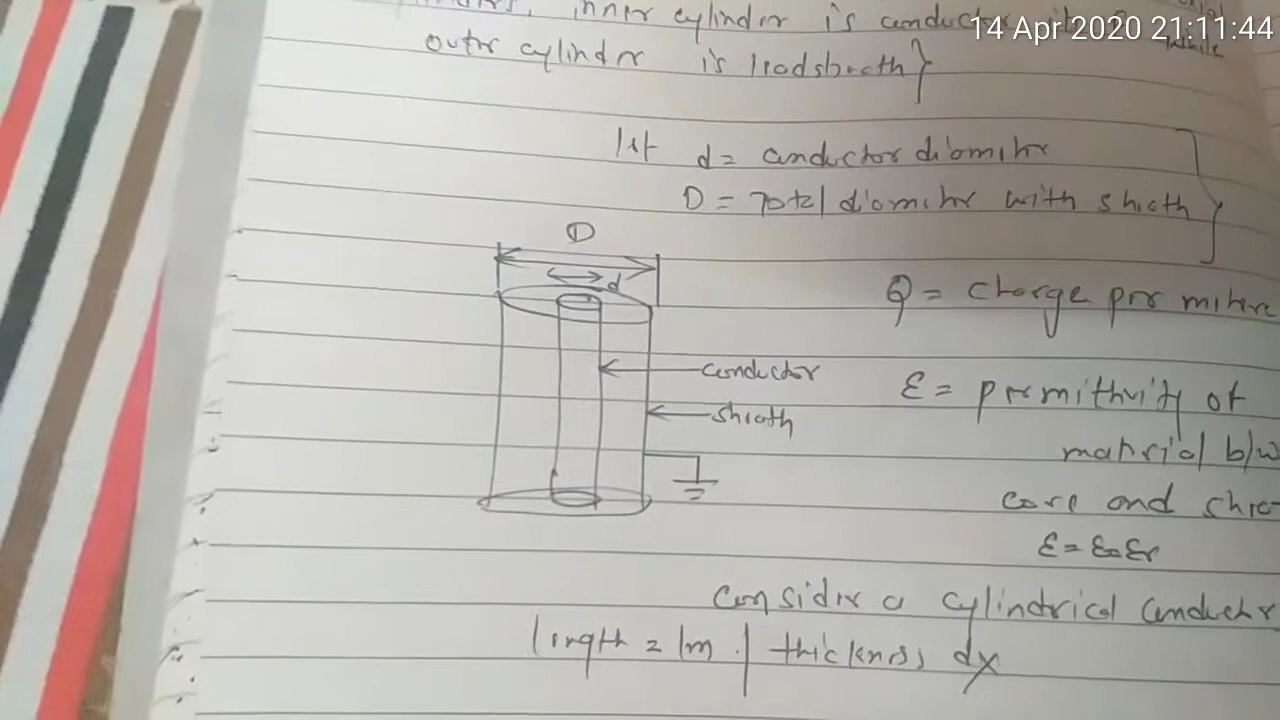 inner cylinder is
14 Apr 2020 21:11:44
outer cylinder is leadsheath}
while
let d = conductor diameter
D = Total diameter with sheath
D
d
Q = charge per metre
conductor
sheath
ε = permittivity of
material b/w
core and shea
ε = ε0εr
Consider a cylindrical conductor
length = 1m. | thickness dx